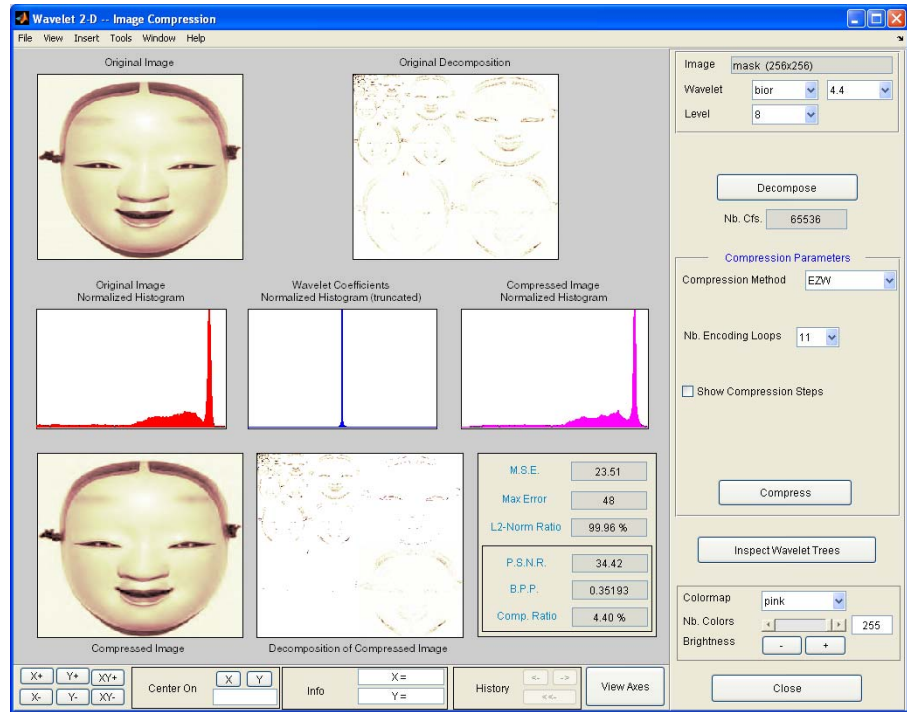 Wavelet 2-D -- Image Compression
File View Insert Tools Window Help
Original Image
Original Decomposition
Original Image
Normalized Histogram
Wavelet Coefficients
Normalized Histogram (truncated)
Compressed Image
Normalized Histogram
M.S.E. 23.51
Max Error 48
L2-Norm Ratio 99.96 %
P.S.N.R. 34.42
B.P.P. 0.35193
Comp. Ratio 4.40 %
Compressed Image
Decomposition of Compressed Image
Image mask (256x256)
Wavelet bior 4.4
Level 8
Decompose
Nb. Cfs. 65536
Compression Parameters
Compression Method EZW
Nb. Encoding Loops 11
Show Compression Steps
Compress
Inspect Wavelet Trees
Colormap pink
Nb. Colors 255
Brightness - +
Close
X+ Y+ XY+
X- Y- XY-
Center On X Y
Info X =
Y =
History <- ->
<<-
View Axes